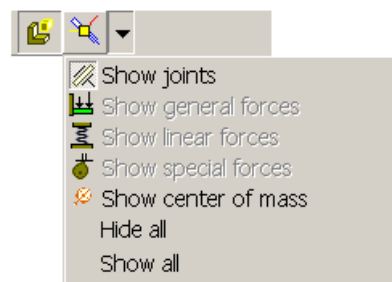 Show joints
Show general forces
Show linear forces
Show special forces
Show center of mass
Hide all
Show all